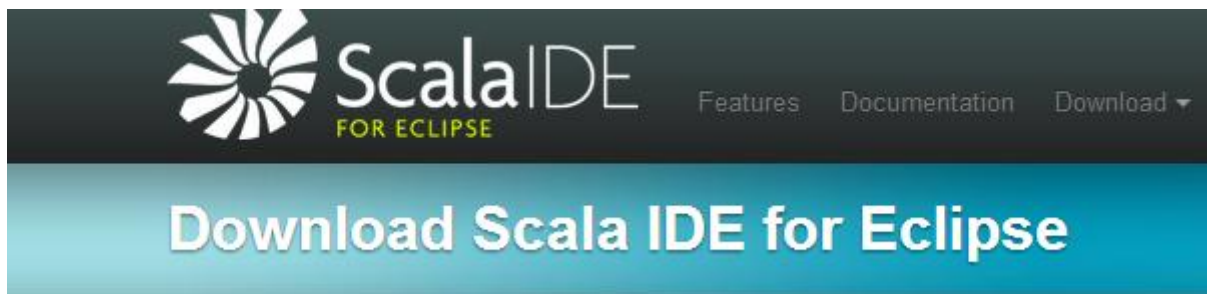 ScalaIDE
FOR ECLIPSE
Features Documentation Download
Download Scala IDE for Eclipse